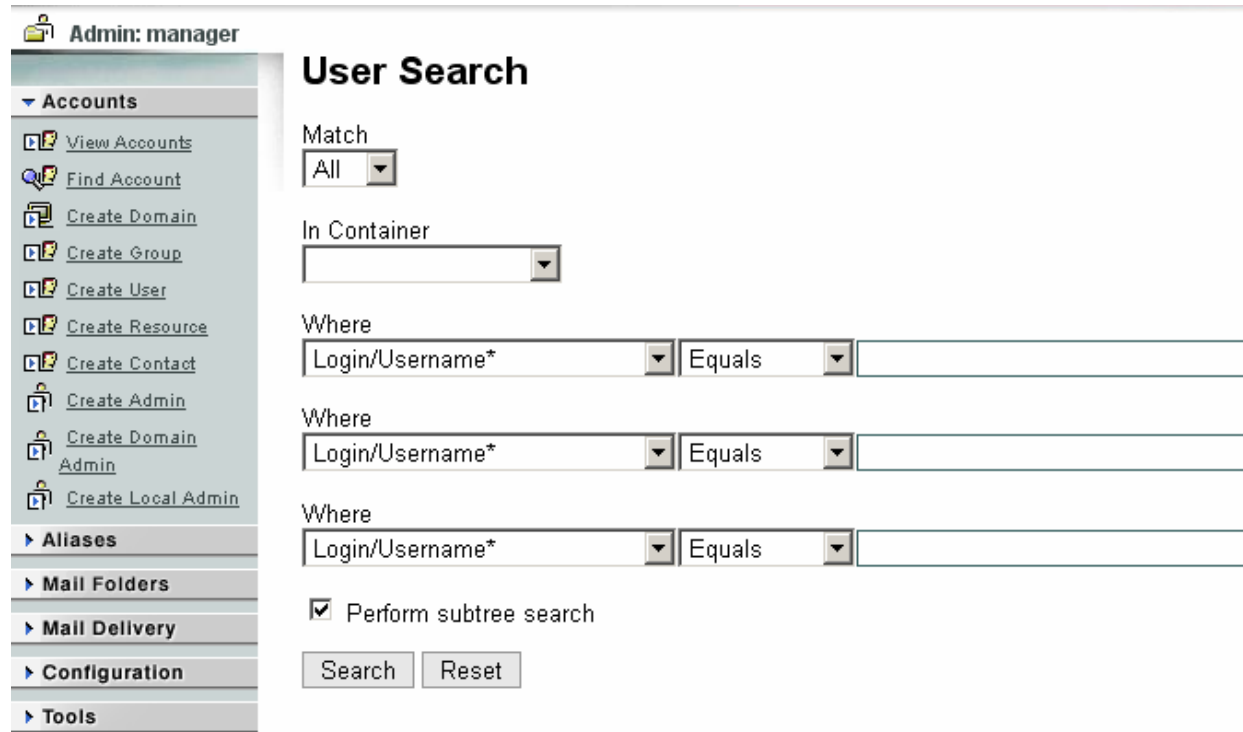 Admin: manager
Accounts
View Accounts
Find Account
Create Domain
Create Group
Create User
Create Resource
Create Contact
Create Admin
Create Domain
Admin
Create Local Admin
Aliases
Mail Folders
Mail Delivery
Configuration
Tools
User Search
Match
All
In Container
Where
Login/Username* Equals
Where
Login/Username* Equals
Where
Login/Username* Equals
Perform subtree search
Search Reset